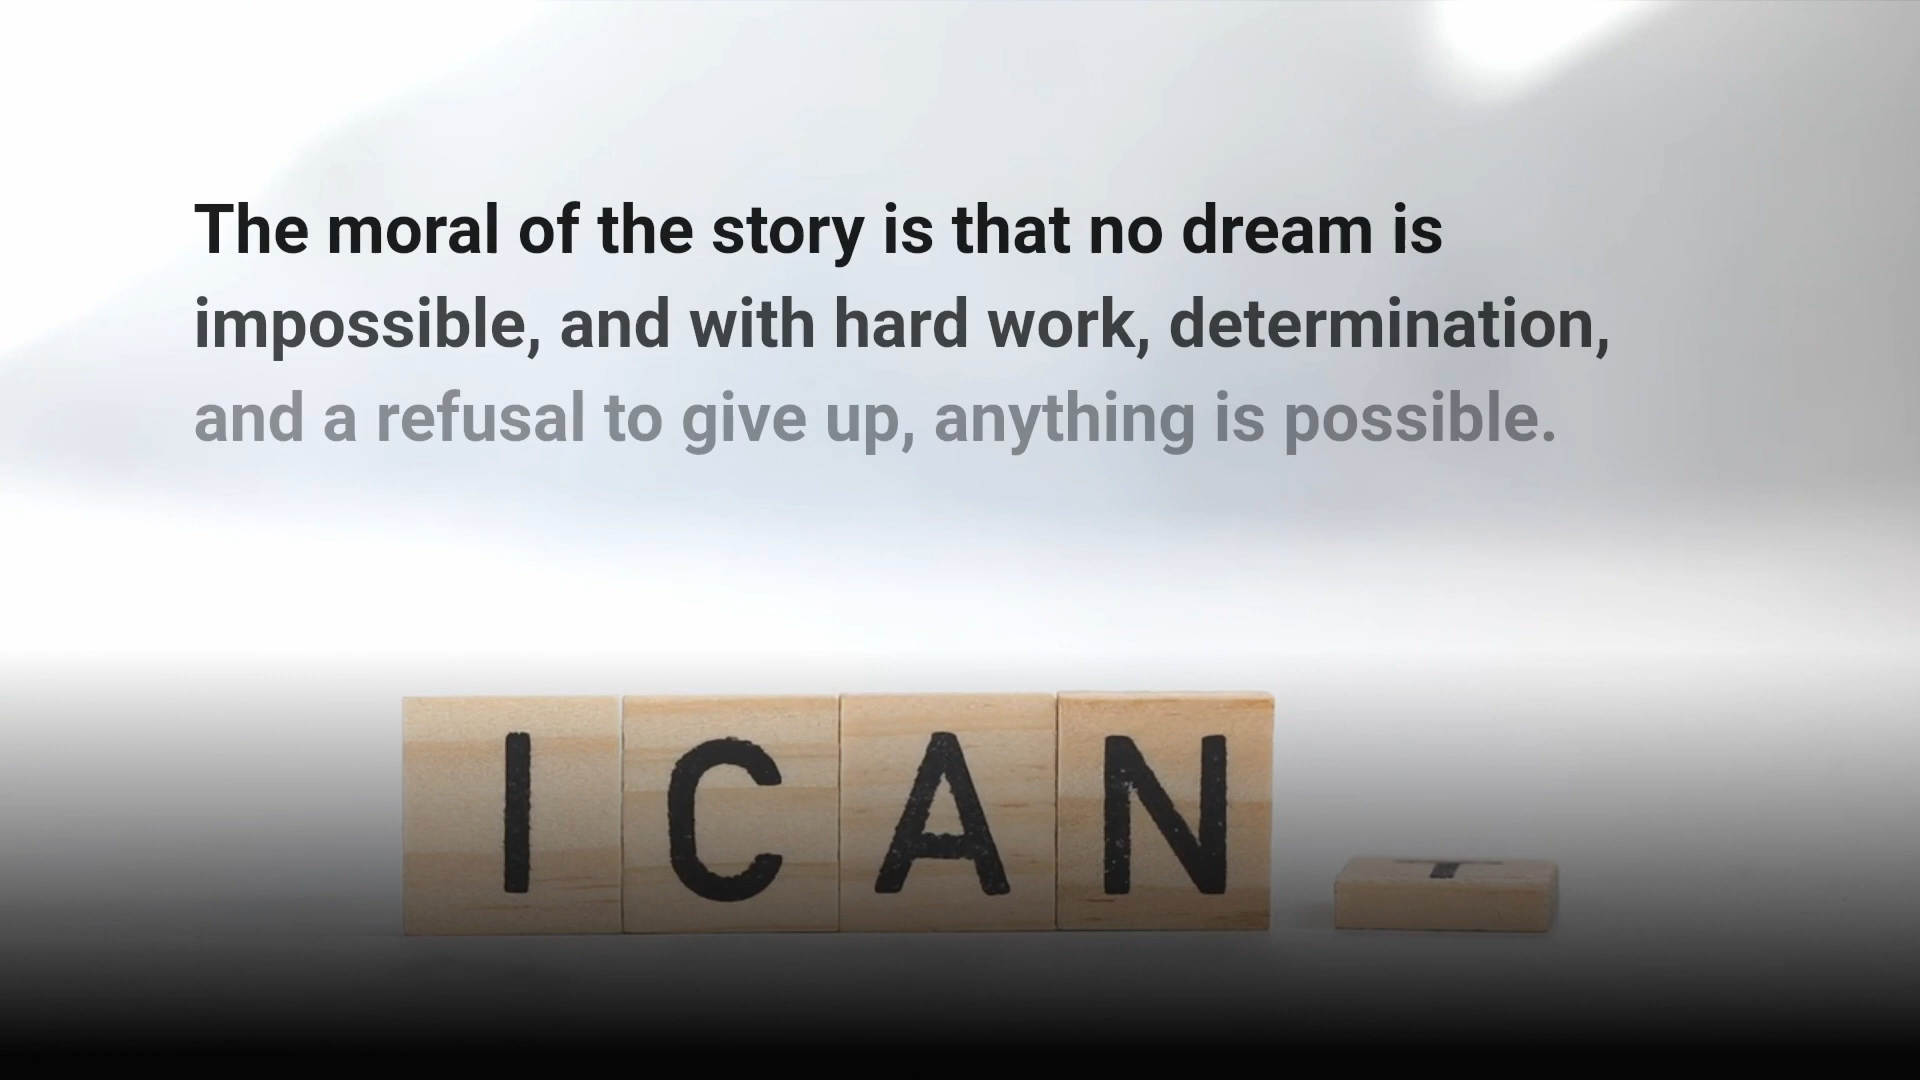 The moral of the story is that no dream is
impossible, and with hard work, determination,
and a refusal to give up, anything is possible.
I CAN T